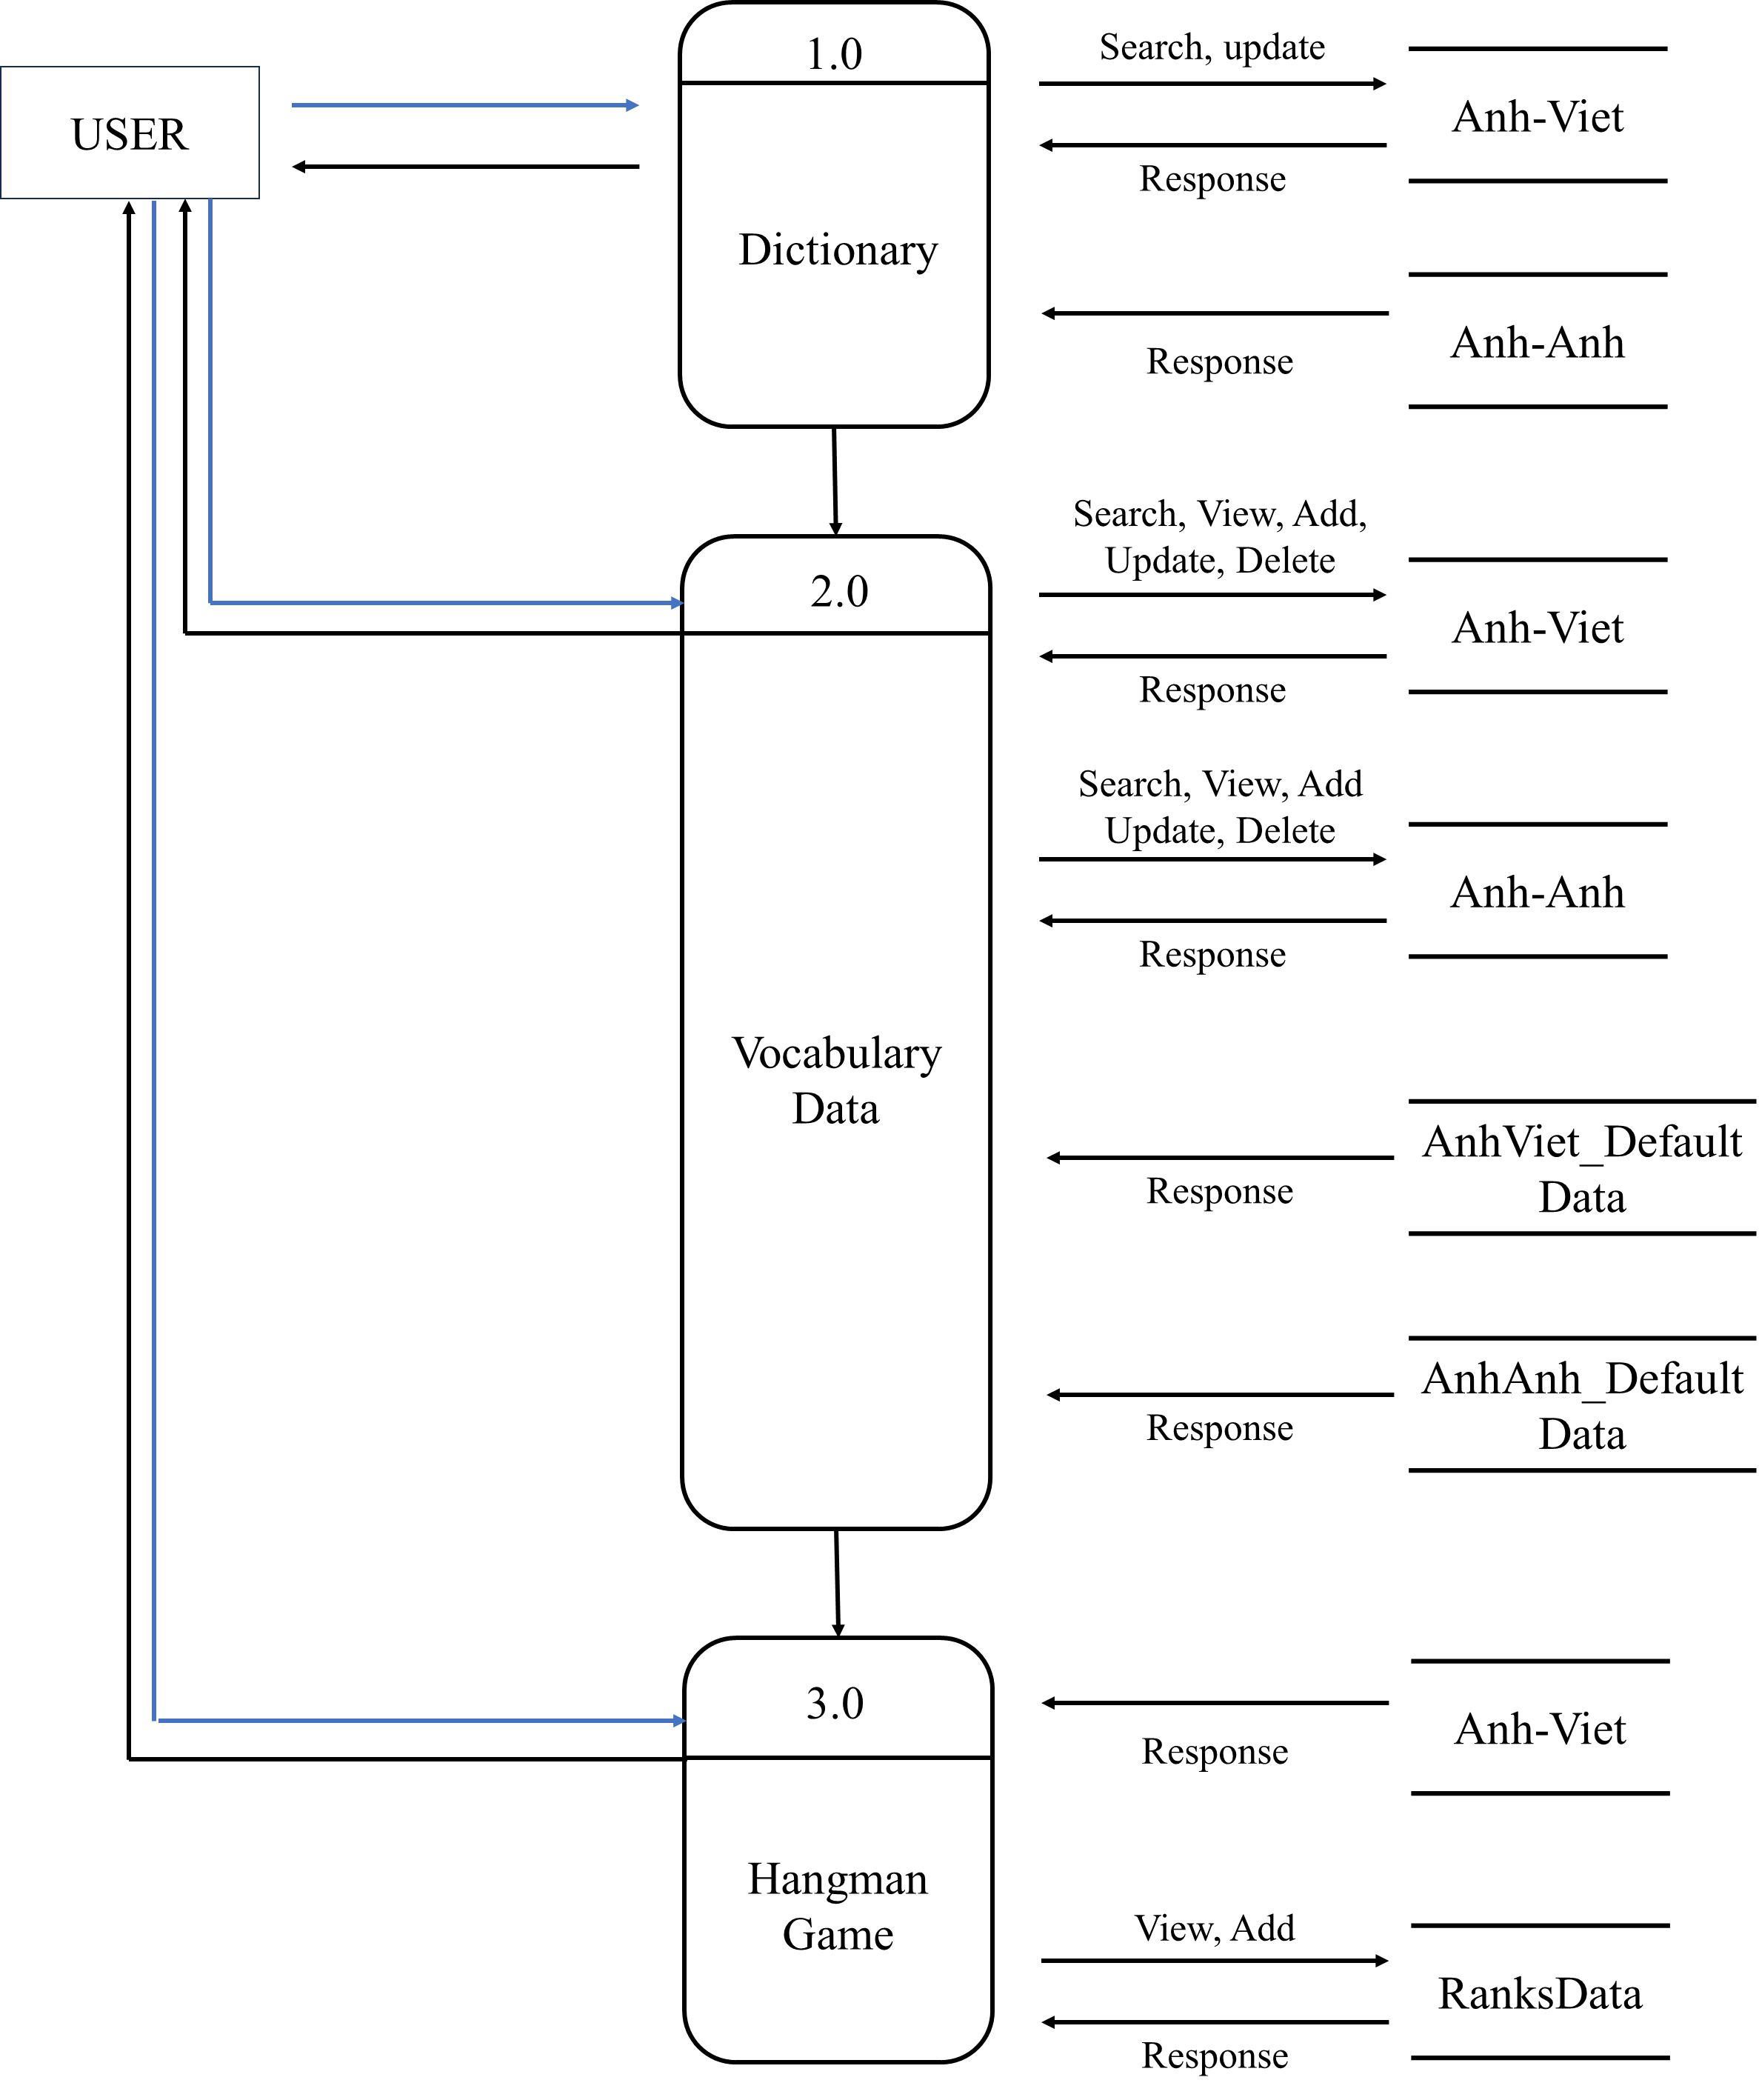 USER
1.0
Dictionary
Search, update
Response
Anh-Viet
Response
Anh-Anh
2.0
Vocabulary
Data
Search, View, Add,
Update, Delete
Response
Anh-Viet
Search, View, Add
Update, Delete
Response
Anh-Anh
Response
AnhViet_Default
Data
Response
AnhAnh_Default
Data
3.0
Hangman
Game
Response
Anh-Viet
View, Add
Response
RanksData